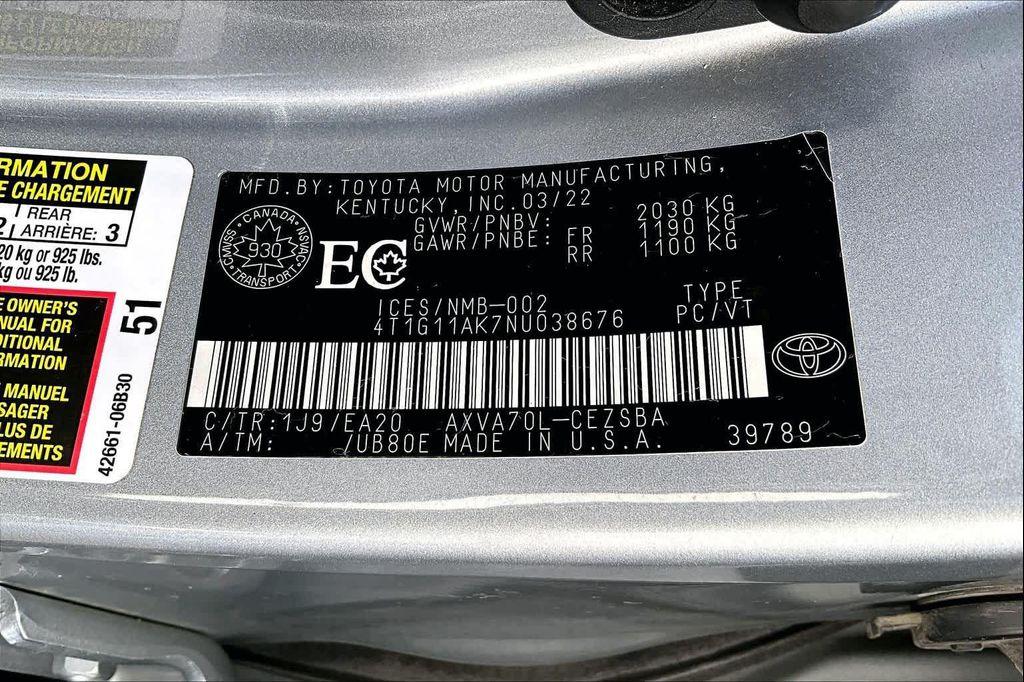 RMATION
E CHARGEMENT
REAR
ARRIÈRE: 3
20 kg or 925 lbs.
kg ou 925 lb.
E OWNER'S
NUAL FOR
DITIONAL
RMATION
MANUEL
SAGER
LUS DE
EMENTS
51
42661-06B30
MFD.BY:TOYOTA MOTOR MANUFACTURING,
KENTUCKY, INC.03/22
GVWR/PNBV: 2030 KG
GAWR/PNBE: FR 1190 KG
RR 1100 KG
CANADA
CMVSS NSVAC
930
TRANSPORT
EC
ICES/NMB-002
4T1G11AK7NU038676
TYPE
PC/VT
C/TR:1J9/EA20 AXVA70L-CEZSBA
A/TM: /UB80E MADE IN U.S.A. 39789